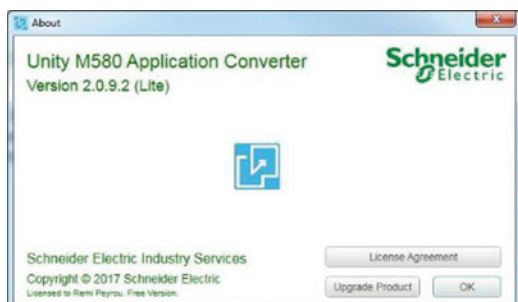 About
Unity M580 Application Converter
Version 2.0.9.2 (Lite)
Schneider
Electric
Schneider Electric Industry Services
Copyright © 2017 Schneider Electric
Licensed to Remi Peyrou. Free Version.
License Agreement
Upgrade Product
OK